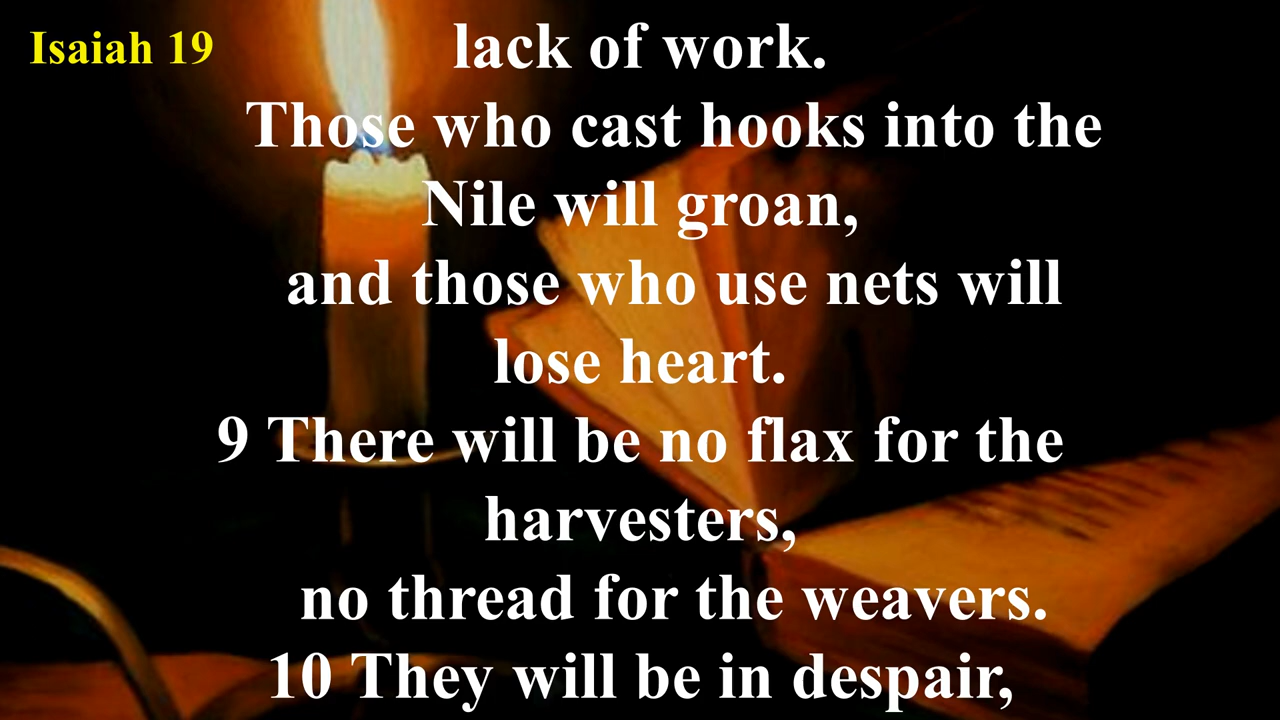 Isaiah 19
lack of work.
Those who cast hooks into the
Nile will groan,
and those who use nets will
lose heart.
9 There will be no flax for the
harvesters,
no thread for the weavers.
10 They will be in despair,